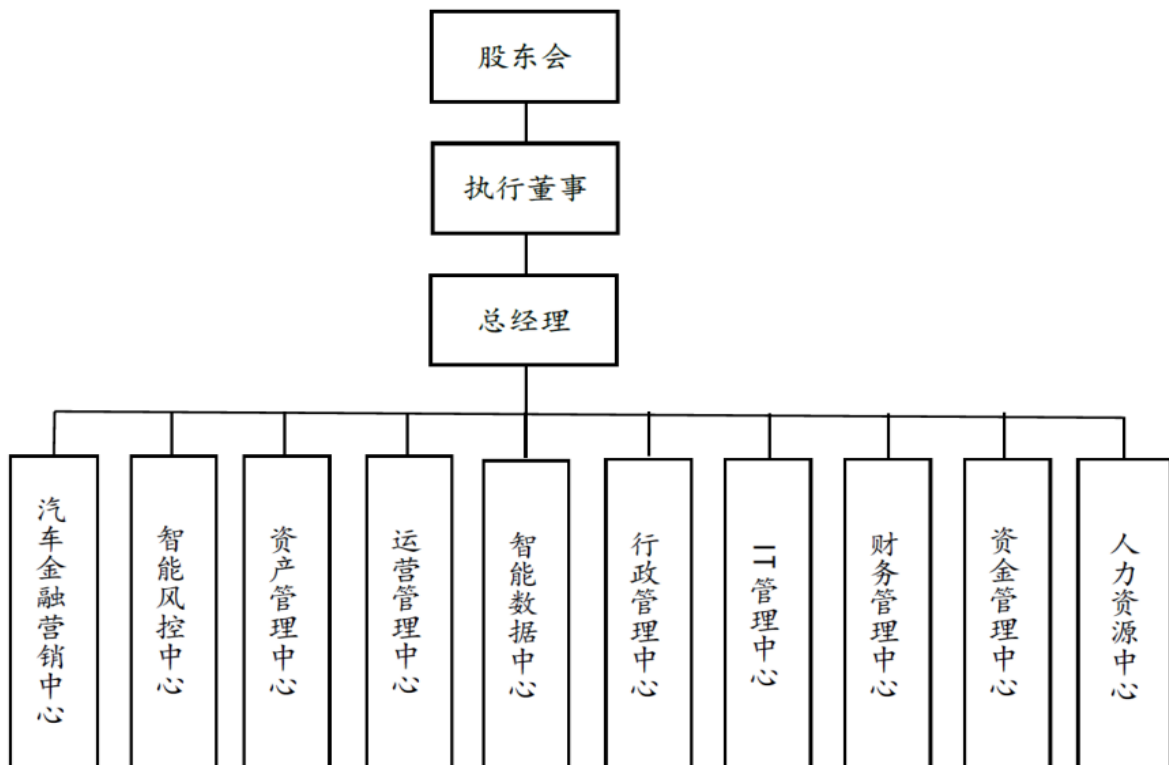 股东会
执行董事
总经理
汽车金融营销中心
智能风控中心
资产管理中心
运营管理中心
智能数据中心
行政管理中心
IT管理中心
财务管理中心
资金管理中心
人力资源中心